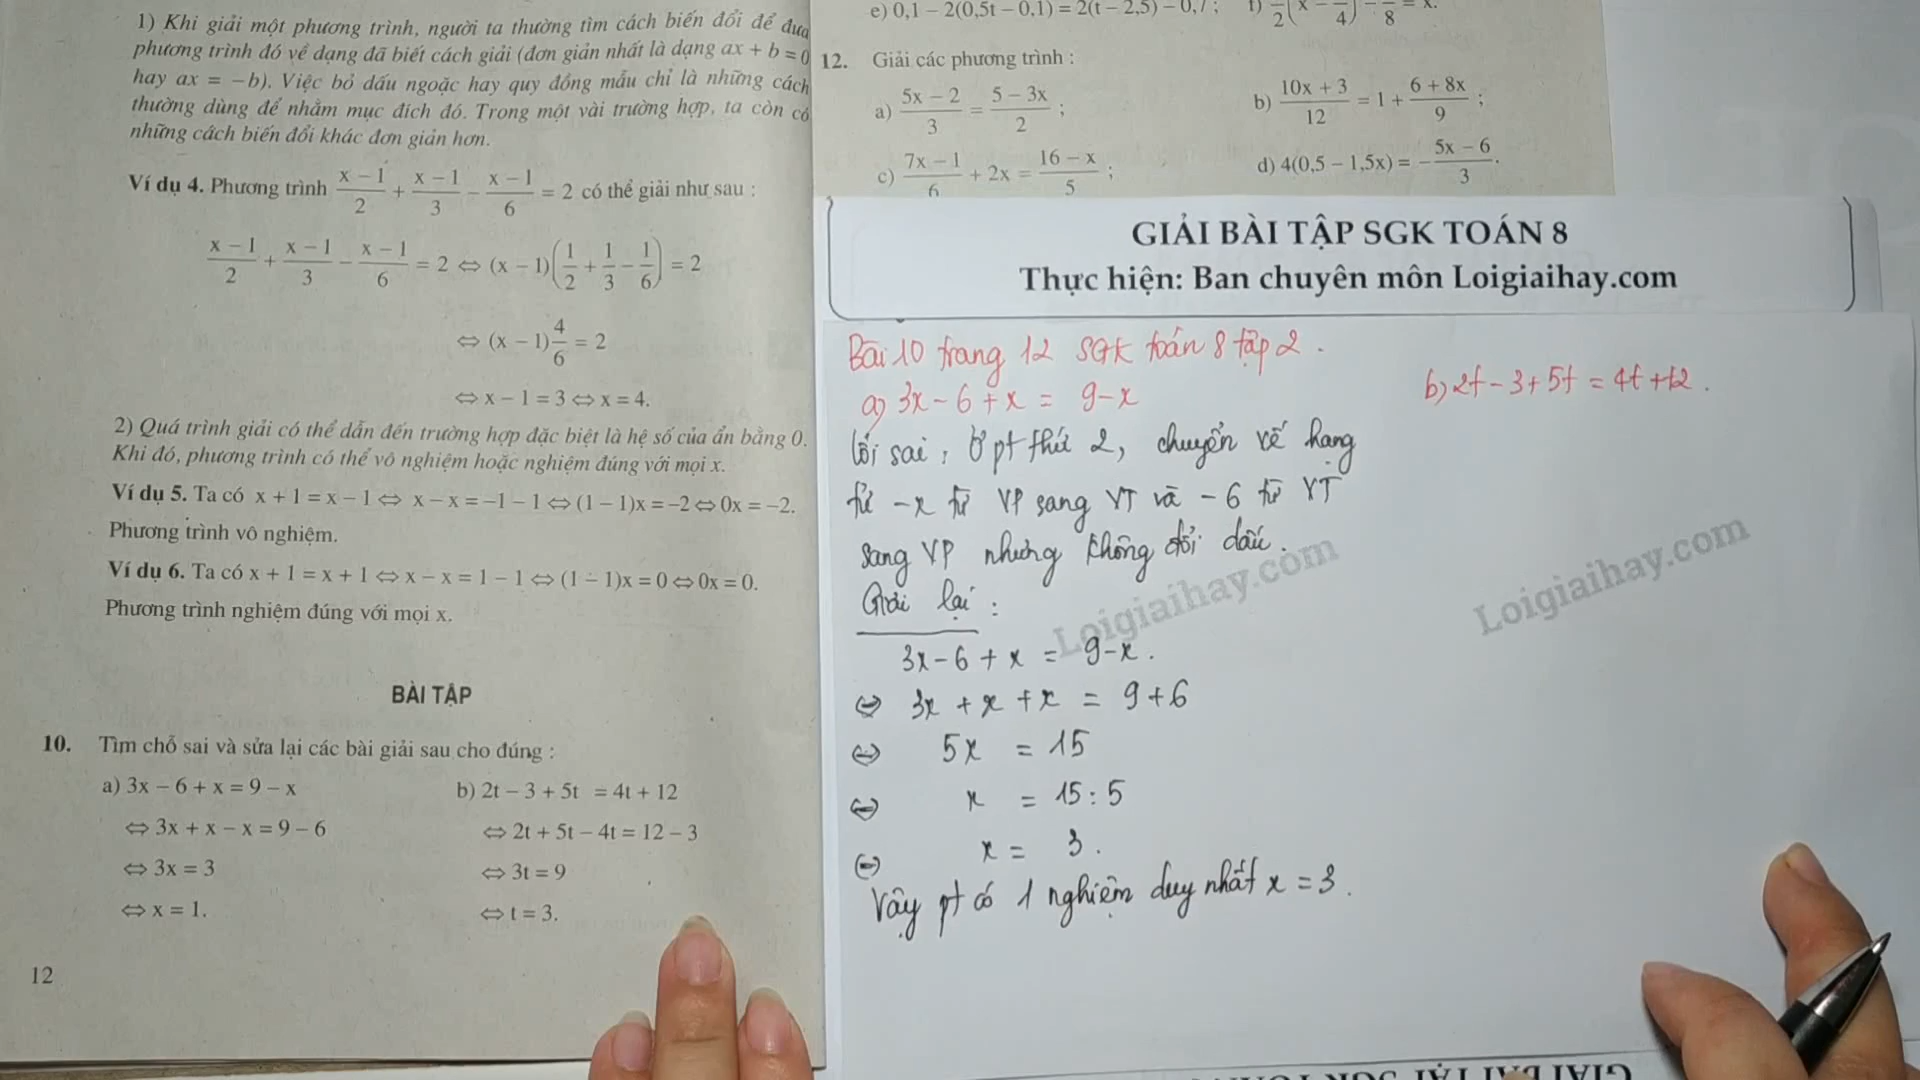 1) Khi giải một phương trình, người ta thường tìm cách biến đổi để đưa
phương trình đó về dạng đã biết cách giải (đơn giản nhất là dạng ax + b = 0
hay ax = −b). Việc bỏ dấu ngoặc hay quy đồng mẫu chỉ là những cách
thường dùng để nhằm mục đích đó. Trong một vài trường hợp, ta còn có
những cách biến đổi khác đơn giản hơn.
Ví dụ 4. Phương trình (x − 1)/2 + (x − 1)/3 − (x − 1)/6 = 2 có thể giải như sau :
(x − 1)/2 + (x − 1)/3 − (x − 1)/6 = 2 ⇔ (x − 1)(1/2 + 1/3 − 1/6) = 2
⇔ (x − 1) 4/6 = 2
⇔ x − 1 = 3 ⇔ x = 4.
2) Quá trình giải có thể dẫn đến trường hợp đặc biệt là hệ số của ẩn bằng 0.
Khi đó, phương trình có thể vô nghiệm hoặc nghiệm đúng với mọi x.
Ví dụ 5. Ta có x + 1 = x − 1 ⇔ x − x = −1 − 1 ⇔ (1 − 1)x = −2 ⇔ 0x = −2.
Phương trình vô nghiệm.
Ví dụ 6. Ta có x + 1 = x + 1 ⇔ x − x = 1 − 1 ⇔ (1 − 1)x = 0 ⇔ 0x = 0.
Phương trình nghiệm đúng với mọi x.
BÀI TẬP
10. Tìm chỗ sai và sửa lại các bài giải sau cho đúng :
a) 3x − 6 + x = 9 − x
⇔ 3x + x − x = 9 − 6
⇔ 3x = 3
⇔ x = 1.
b) 2t − 3 + 5t = 4t + 12
⇔ 2t + 5t − 4t = 12 − 3
⇔ 3t = 9
⇔ t = 3.
12
e) 0,1 − 2(0,5t − 0,1) = 2(t − 2,5) − 0,7 ;
12. Giải các phương trình :
a) (5x − 2)/3 = (5 − 3x)/2 ;
b) (10x + 3)/12 = 1 + (6 + 8x)/9 ;
c) (7x − 1)/6 + 2x = (16 − x)/5 ;
d) 4(0,5 − 1,5x) = −(5x − 6)/3.
GIẢI BÀI TẬP SGK TOÁN 8
Thực hiện: Ban chuyên môn Loigiaihay.com
Bài 10 trang 12 SGK toán 8 tập 2.
a) 3x − 6 + x = 9 − x
b) 2t − 3 + 5t = 4t + 12.
Lỗi sai: Ở pt thứ 2, chuyển vế hạng
tử −x từ VP sang VT và −6 từ VT
sang VP nhưng không đổi dấu.
Giải lại :
3x − 6 + x = 9 − x.
⇔ 3x + x + x = 9 + 6
⇔ 5x = 15
⇔ x = 15 : 5
⇔ x = 3.
Vậy pt có 1 nghiệm duy nhất x = 3.
Loigiaihay.com
Loigiaihay.com